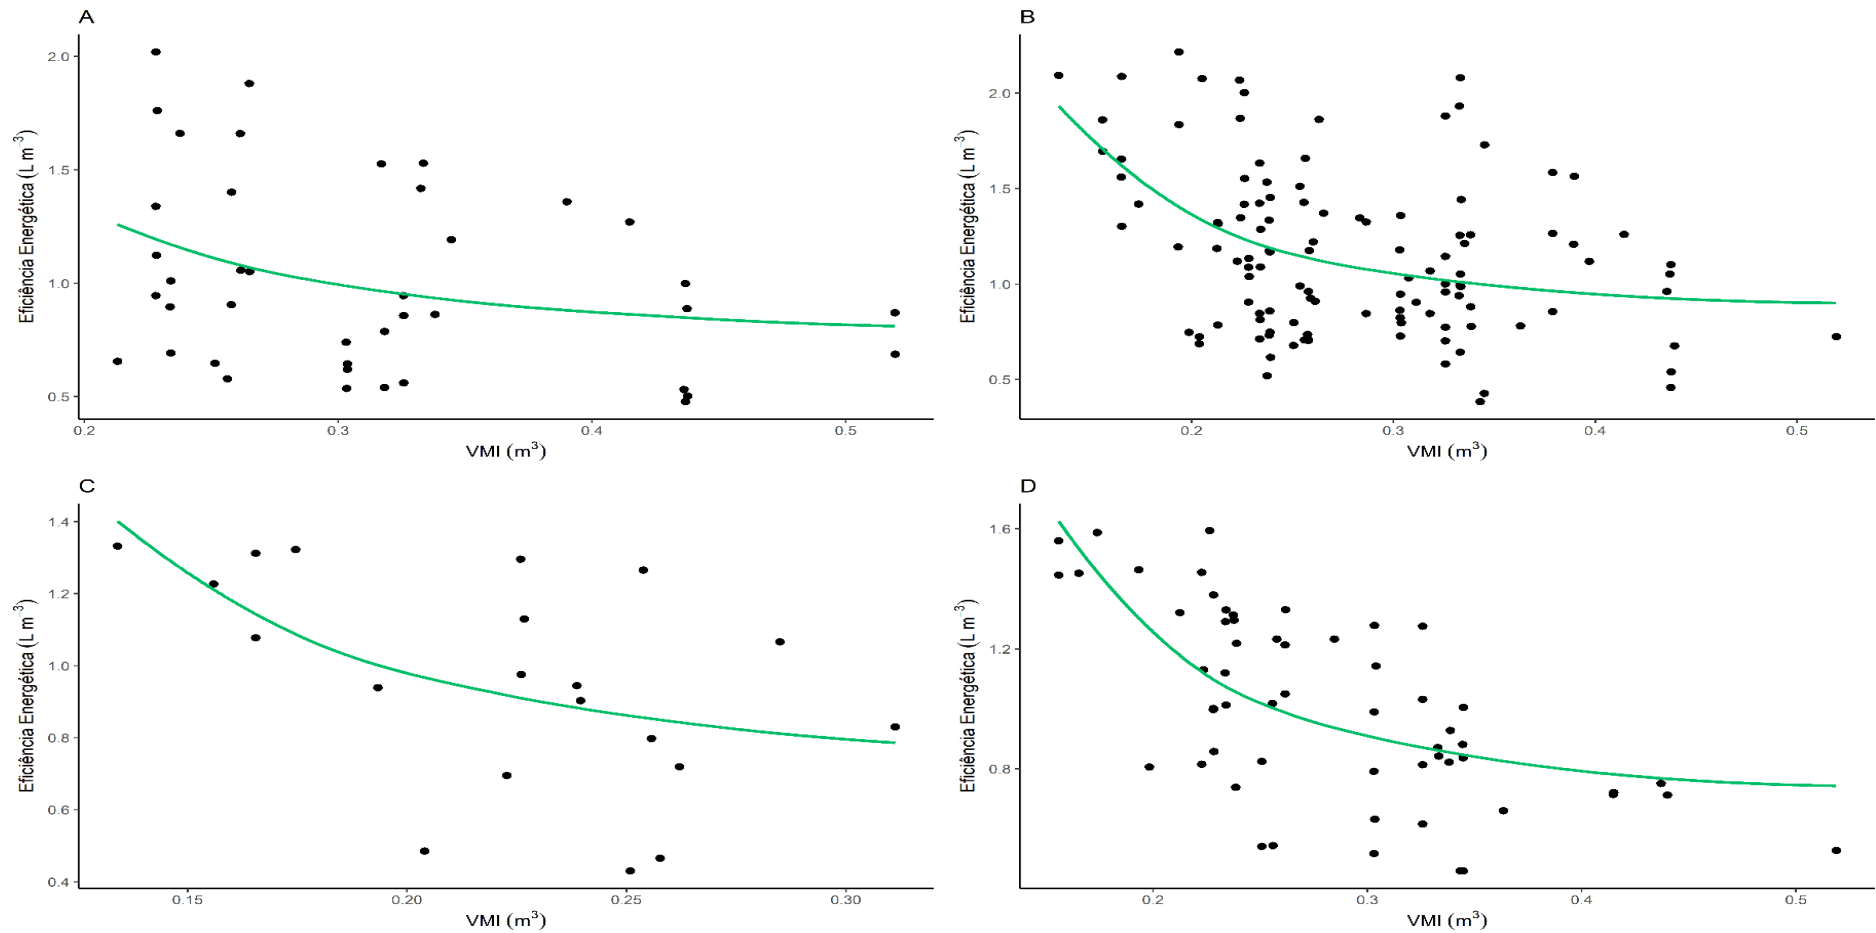 A
Eficiência Energética (L m⁻³)
2.0
1.5
1.0
0.5
0.2 0.3 0.4 0.5
VMI (m³)
B
Eficiência Energética (L m⁻³)
2.0
1.5
1.0
0.5
0.2 0.3 0.4 0.5
VMI (m³)
C
Eficiência Energética (L m⁻³)
1.4
1.2
1.0
0.8
0.6
0.4
0.15 0.20 0.25 0.30
VMI (m³)
D
Eficiência Energética (L m⁻³)
1.6
1.2
0.8
0.2 0.3 0.4 0.5
VMI (m³)